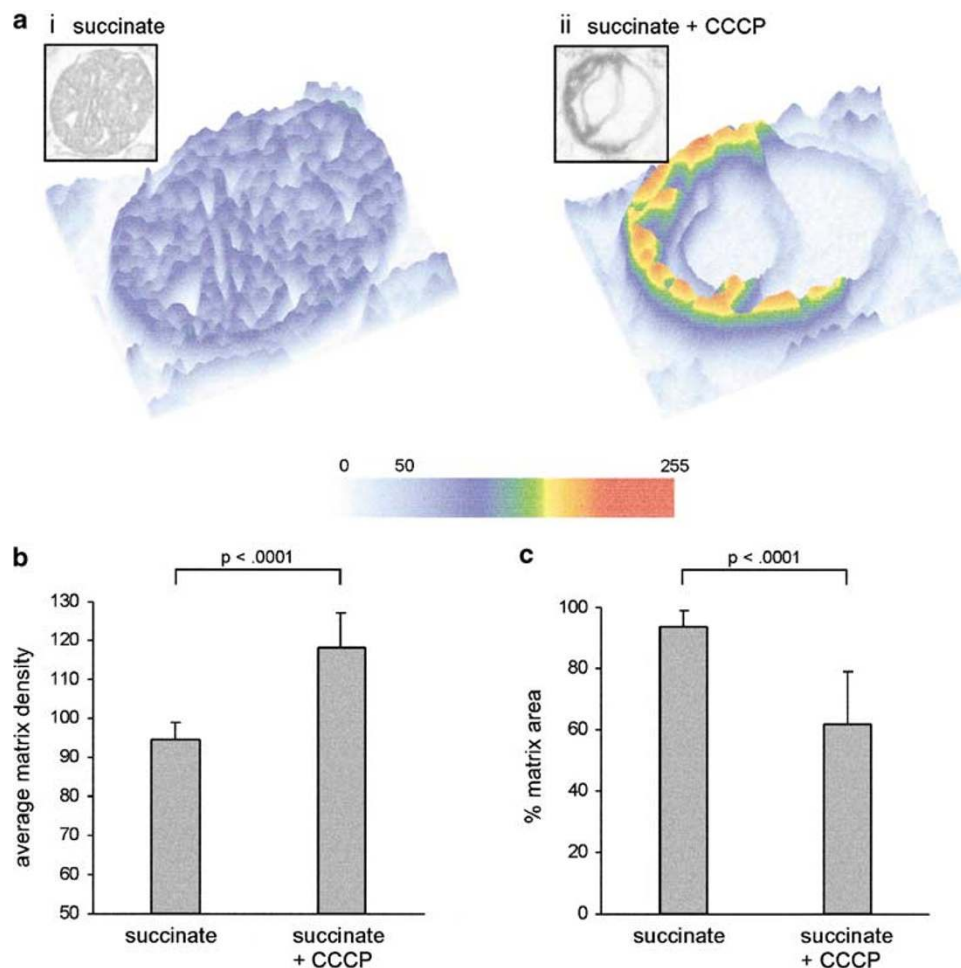 a
i succinate
ii succinate + CCCP
0 50 255
b
p < .0001
average matrix density
130
120
110
100
90
80
70
60
50
succinate
succinate
+ CCCP
c
p < .0001
% matrix area
100
80
60
40
20
0
succinate
succinate
+ CCCP